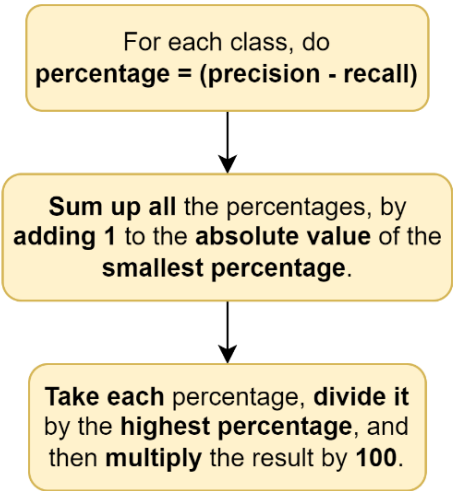 For each class, do
percentage = (precision - recall)
Sum up all the percentages, by
adding 1 to the absolute value of the
smallest percentage.
Take each percentage, divide it
by the highest percentage, and
then multiply the result by 100.